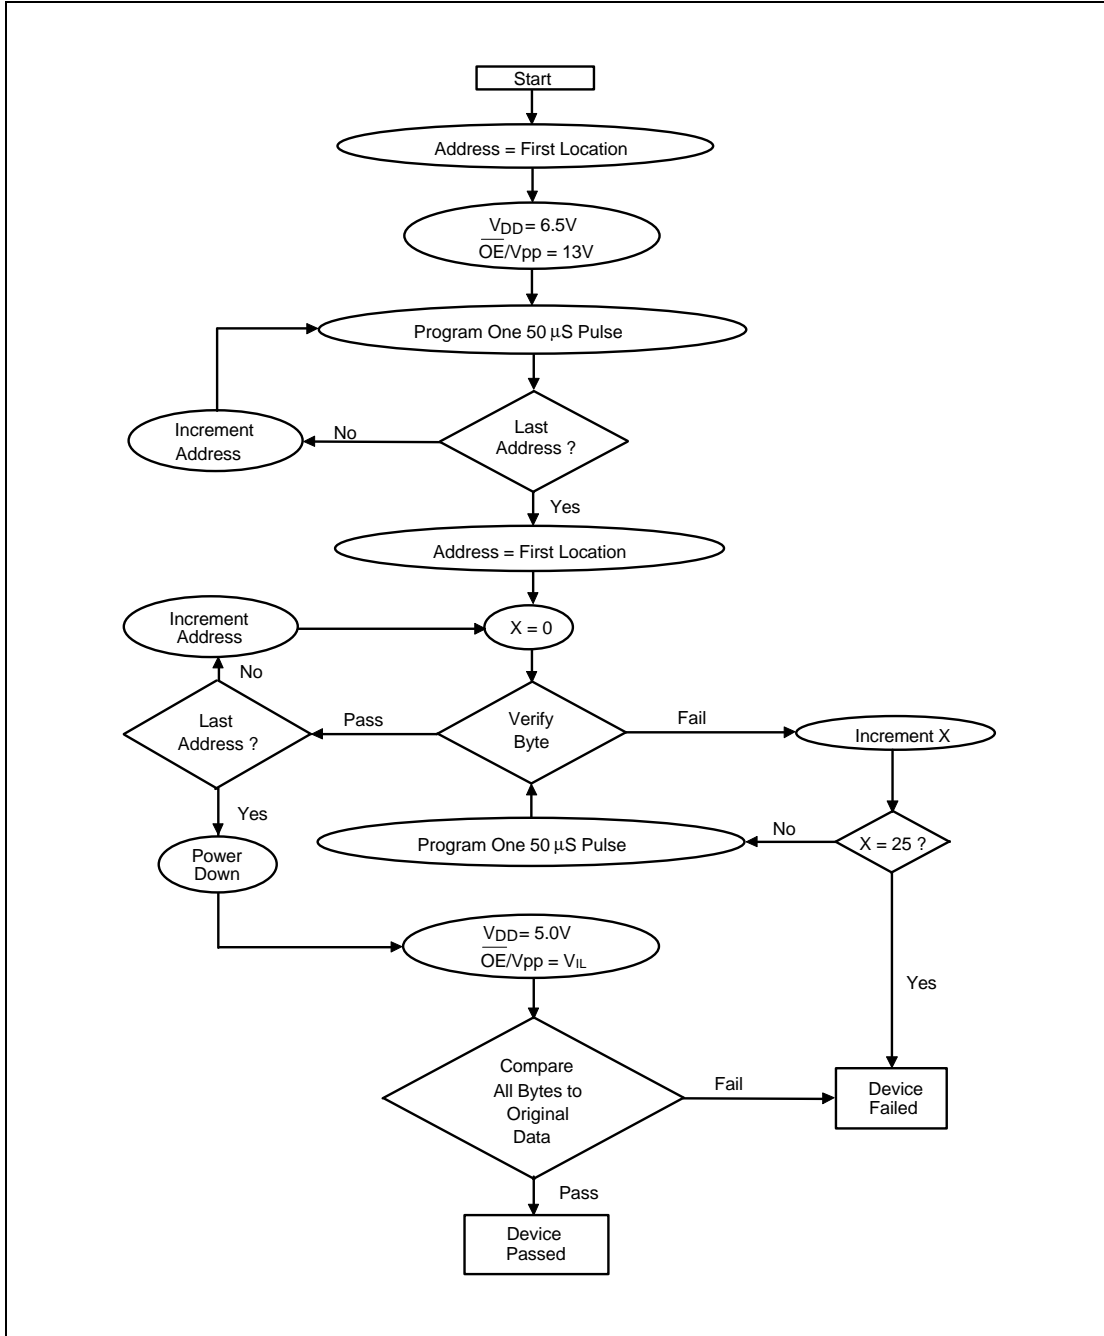 Start
Address = First Location
VDD = 6.5V
OE/Vpp = 13V
Program One 50 µS Pulse
Last
Address ?
No
Increment
Address
Yes
Address = First Location
Increment
Address
X = 0
No
Last
Address ?
Pass
Verify
Byte
Fail
Increment X
Yes
Program One 50 µS Pulse
No
X = 25 ?
Power
Down
VDD = 5.0V
OE/Vpp = VIL
Yes
Compare
All Bytes to
Original
Data
Fail
Device
Failed
Pass
Device
Passed